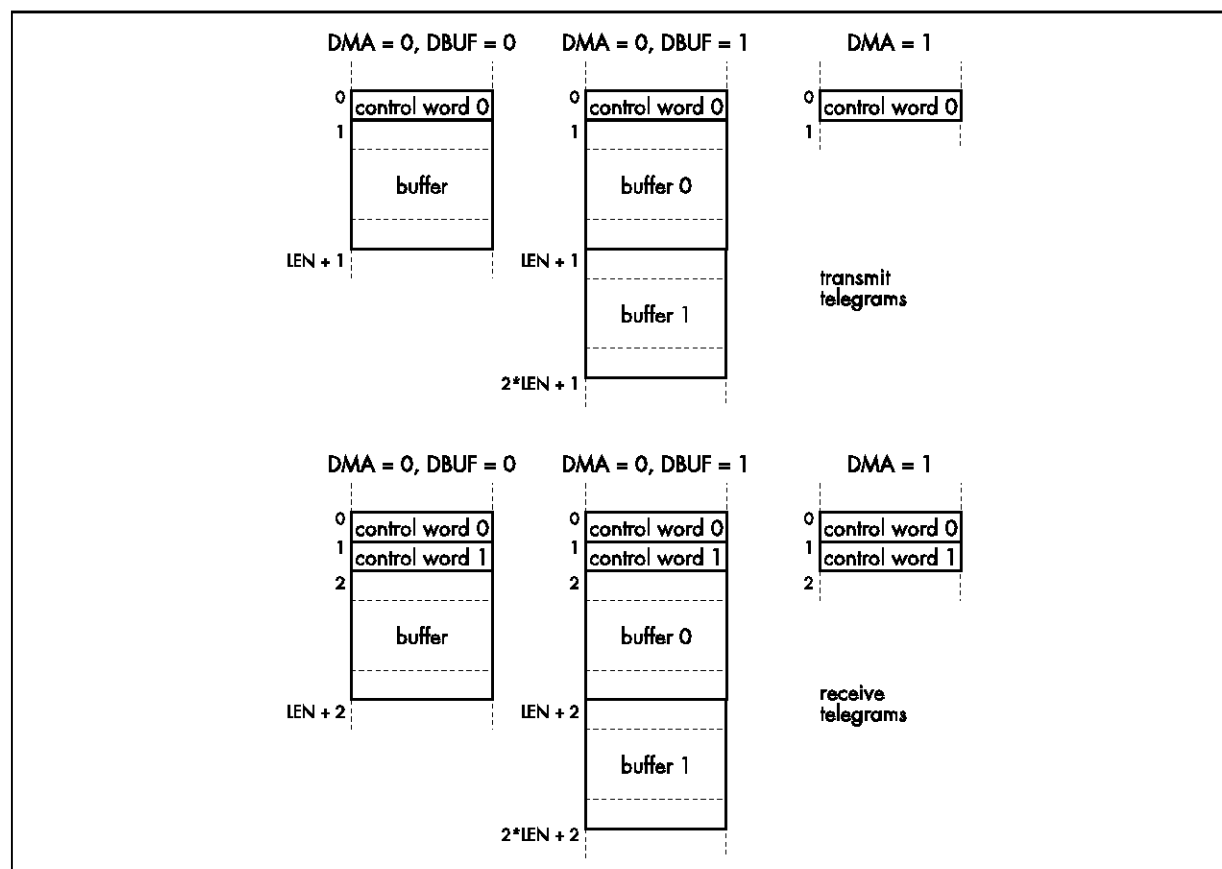 DMA = 0, DBUF = 0 DMA = 0, DBUF = 1 DMA = 1
0 control word 0 0 control word 0 0 control word 0
1 1 1
buffer buffer 0
LEN + 1 LEN + 1
transmit
telegrams
buffer 1
2*LEN + 1
DMA = 0, DBUF = 0 DMA = 0, DBUF = 1 DMA = 1
0 control word 0 0 control word 0 0 control word 0
1 control word 1 1 control word 1 1 control word 1
2 2 2
buffer buffer 0
LEN + 2 LEN + 2
receive
telegrams
buffer 1
2*LEN + 2